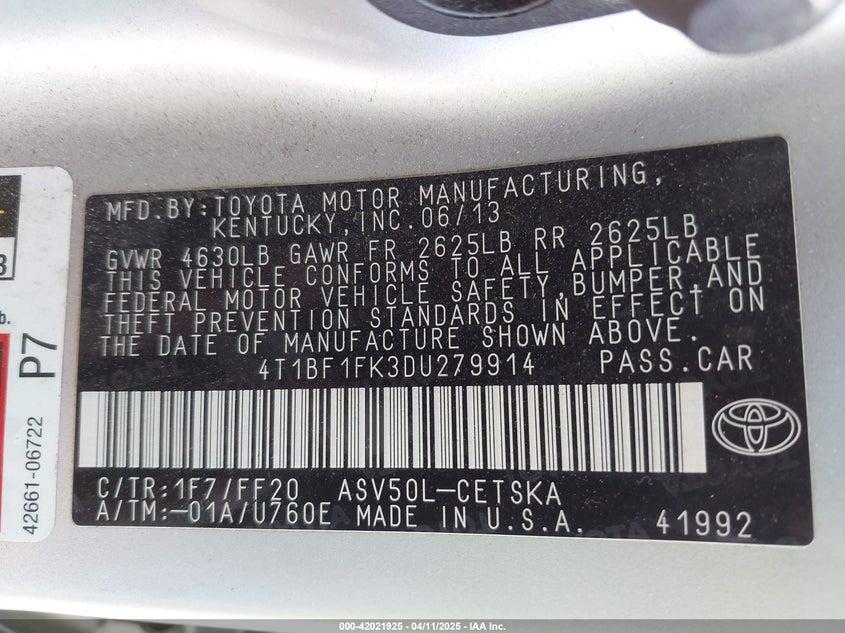 MFD.BY:TOYOTA MOTOR MANUFACTURING,
KENTUCKY,INC.06/13
GVWR 4630LB GAWR FR 2625LB RR 2625LB
THIS VEHICLE CONFORMS TO ALL APPLICABLE
FEDERAL MOTOR VEHICLE SAFETY,BUMPER,AND
THEFT PREVENTION STANDARDS IN EFFECT ON
THE DATE OF MANUFACTURE SHOWN ABOVE.
4T1BF1FK3DU279914 PASS.CAR
C/TR:1F7/FF20 ASV50L-CETSKA
A/TM:-01A/U760E MADE IN U.S.A. 41992
3
b.
P7
42661-06722
000-42021925 - 04/11/2025 - IAA Inc.